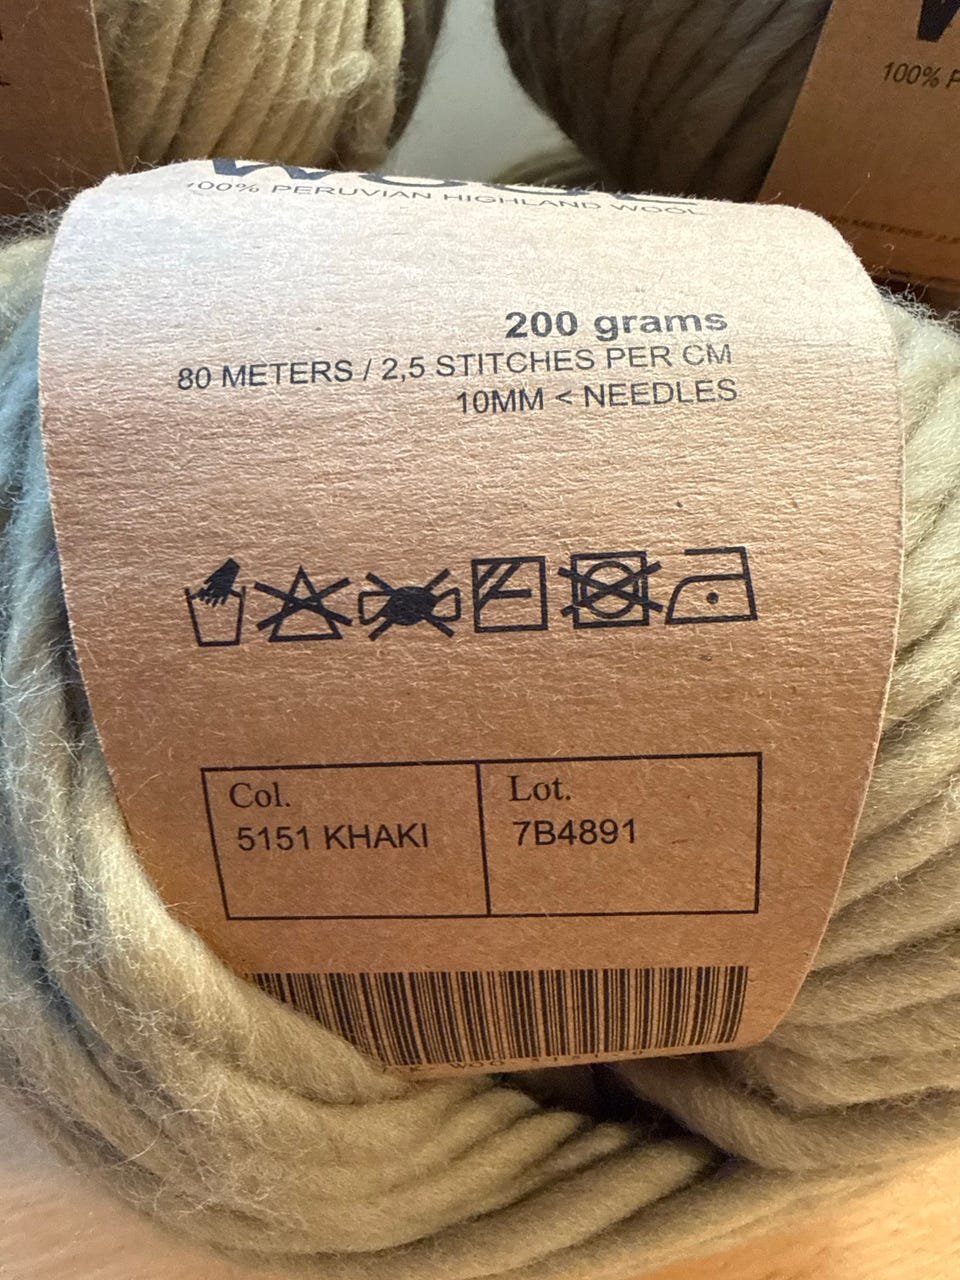 100% P
100% PERUVIAN HIGHLAND WOOL
200 grams
80 METERS / 2,5 STITCHES PER CM
10MM < NEEDLES
Col.
5151 KHAKI
Lot.
7B4891